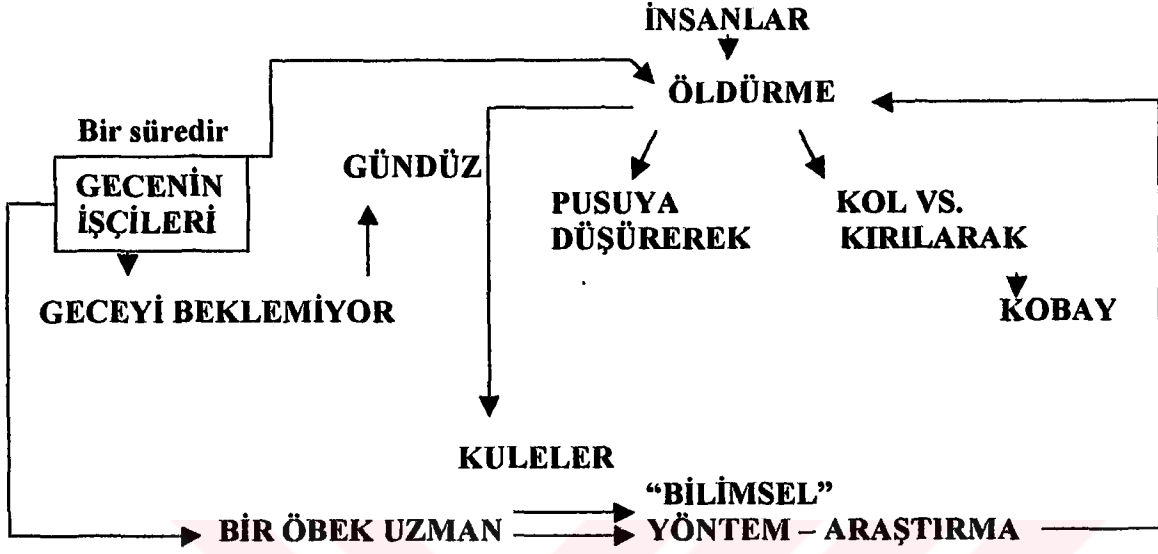 İNSANLAR
ÖLDÜRME
Bir süredir
GÜNDÜZ
GECENİN
İŞÇİLERİ
PUSUYA
DÜŞÜREREK
KOL VS.
KIRILARAK
GECEYİ BEKLEMİYOR
KOBAY
KULELER
“BİLİMSEL”
BİR ÖBEK UZMAN
YÖNTEM – ARAŞTIRMA